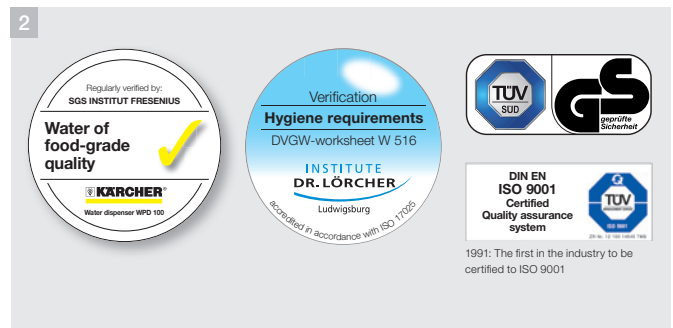 2
Regularly verified by:
SGS INSTITUT FRESENIUS
Water of
food-grade
quality
KÄRCHER®
Water dispenser WPD 100
Verification
Hygiene requirements
DVGW-worksheet W 516
INSTITUTE
DR. LÖRCHER
Ludwigsburg
accredited in accordance with ISO 17025
TÜV
SÜD
GS
geprüfte
Sicherheit
DIN EN
ISO 9001
Certified
Quality assurance
system
TÜV
ISO 9001
1991: The first in the industry to be
certified to ISO 9001